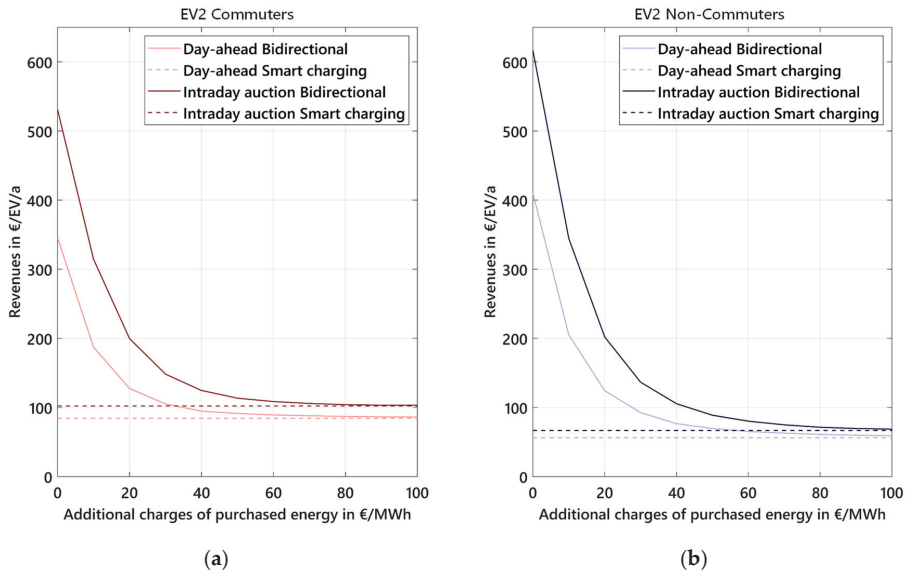 EV2 Commuters
Day-ahead Bidirectional
Day-ahead Smart charging
Intraday auction Bidirectional
Intraday auction Smart charging
Revenues in €/EV/a
600
500
400
300
200
100
0
0 20 40 60 80 100
Additional charges of purchased energy in €/MWh
(a)
EV2 Non-Commuters
Day-ahead Bidirectional
Day-ahead Smart charging
Intraday auction Bidirectional
Intraday auction Smart charging
Revenues in €/EV/a
600
500
400
300
200
100
0
0 20 40 60 80 100
Additional charges of purchased energy in €/MWh
(b)